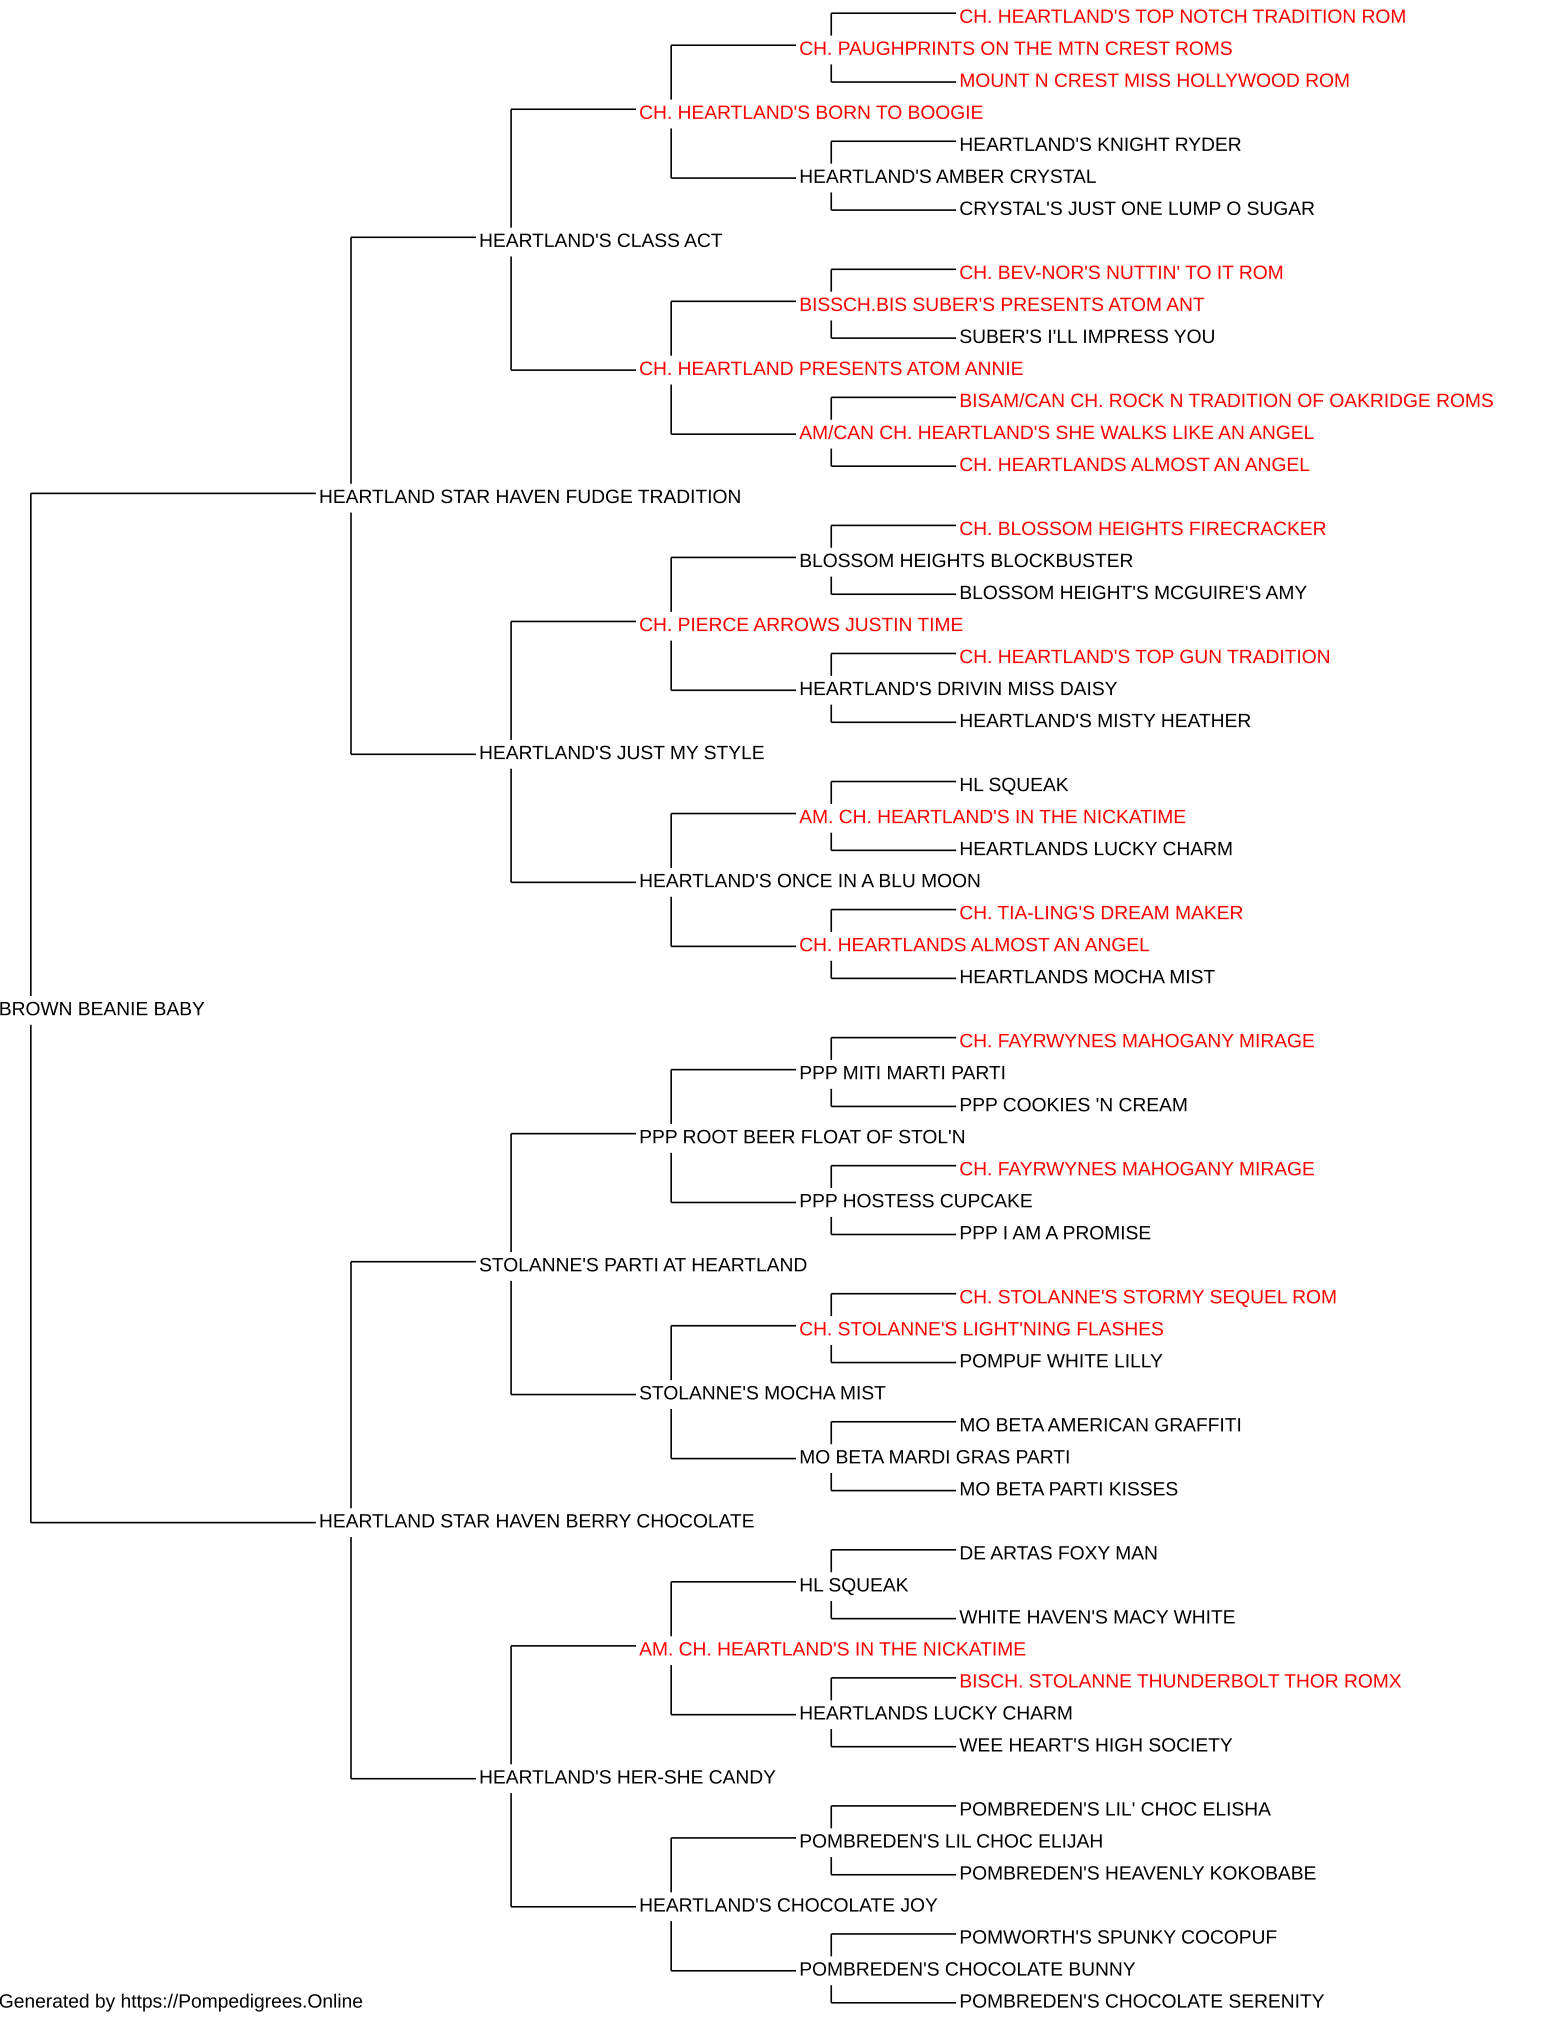 CH. HEARTLAND'S TOP NOTCH TRADITION ROM
CH. PAUGHPRINTS ON THE MTN CREST ROMS
MOUNT N CREST MISS HOLLYWOOD ROM
CH. HEARTLAND'S BORN TO BOOGIE
HEARTLAND'S KNIGHT RYDER
HEARTLAND'S AMBER CRYSTAL
CRYSTAL'S JUST ONE LUMP O SUGAR
HEARTLAND'S CLASS ACT
CH. BEV-NOR'S NUTTIN' TO IT ROM
BISSCH.BIS SUBER'S PRESENTS ATOM ANT
SUBER'S I'LL IMPRESS YOU
CH. HEARTLAND PRESENTS ATOM ANNIE
BISAM/CAN CH. ROCK N TRADITION OF OAKRIDGE ROMS
AM/CAN CH. HEARTLAND'S SHE WALKS LIKE AN ANGEL
CH. HEARTLANDS ALMOST AN ANGEL
HEARTLAND STAR HAVEN FUDGE TRADITION
CH. BLOSSOM HEIGHTS FIRECRACKER
BLOSSOM HEIGHTS BLOCKBUSTER
BLOSSOM HEIGHT'S MCGUIRE'S AMY
CH. PIERCE ARROWS JUSTIN TIME
CH. HEARTLAND'S TOP GUN TRADITION
HEARTLAND'S DRIVIN MISS DAISY
HEARTLAND'S MISTY HEATHER
HEARTLAND'S JUST MY STYLE
HL SQUEAK
AM. CH. HEARTLAND'S IN THE NICKATIME
HEARTLANDS LUCKY CHARM
HEARTLAND'S ONCE IN A BLU MOON
CH. TIA-LING'S DREAM MAKER
CH. HEARTLANDS ALMOST AN ANGEL
HEARTLANDS MOCHA MIST
BROWN BEANIE BABY
CH. FAYRWYNES MAHOGANY MIRAGE
PPP MITI MARTI PARTI
PPP COOKIES 'N CREAM
PPP ROOT BEER FLOAT OF STOL'N
CH. FAYRWYNES MAHOGANY MIRAGE
PPP HOSTESS CUPCAKE
PPP I AM A PROMISE
STOLANNE'S PARTI AT HEARTLAND
CH. STOLANNE'S STORMY SEQUEL ROM
CH. STOLANNE'S LIGHT'NING FLASHES
POMPUF WHITE LILLY
STOLANNE'S MOCHA MIST
MO BETA AMERICAN GRAFFITI
MO BETA MARDI GRAS PARTI
MO BETA PARTI KISSES
HEARTLAND STAR HAVEN BERRY CHOCOLATE
DE ARTAS FOXY MAN
HL SQUEAK
WHITE HAVEN'S MACY WHITE
AM. CH. HEARTLAND'S IN THE NICKATIME
BISCH. STOLANNE THUNDERBOLT THOR ROMX
HEARTLANDS LUCKY CHARM
WEE HEART'S HIGH SOCIETY
HEARTLAND'S HER-SHE CANDY
POMBREDEN'S LIL' CHOC ELISHA
POMBREDEN'S LIL CHOC ELIJAH
POMBREDEN'S HEAVENLY KOKOBABE
HEARTLAND'S CHOCOLATE JOY
POMWORTH'S SPUNKY COCOPUF
POMBREDEN'S CHOCOLATE BUNNY
POMBREDEN'S CHOCOLATE SERENITY
Generated by https://Pompedigrees.Online